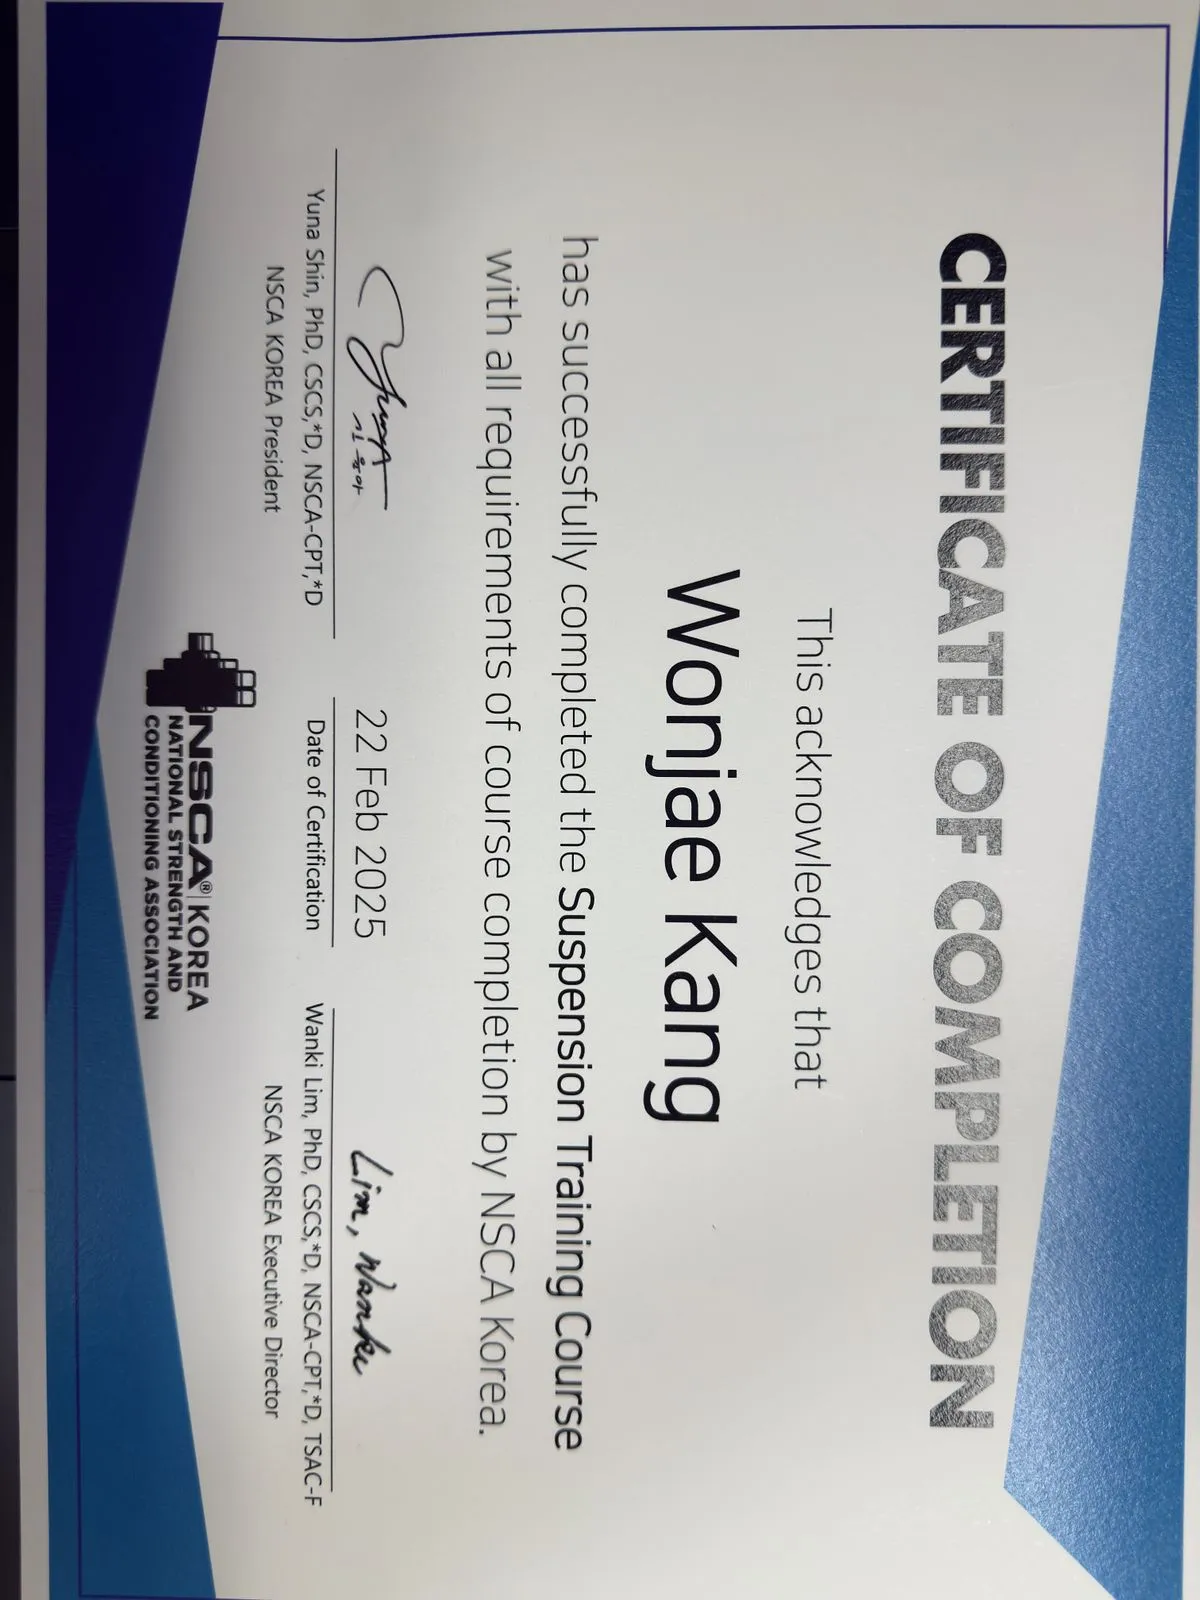 CERTIFICATE OF COMPLETION
This acknowledges that
Wonjae Kang
has successfully completed the Suspension Training Course
with all requirements of course completion by NSCA Korea.
신윤아
22 Feb 2025
Lim, Wanki
Yuna Shin, PhD, CSCS,*D, NSCA-CPT,*D
NSCA KOREA President
Date of Certification
Wanki Lim, PhD, CSCS,*D, NSCA-CPT,*D, TSAC-F
NSCA KOREA Executive Director
NSCA® KOREA
NATIONAL STRENGTH AND
CONDITIONING ASSOCIATION